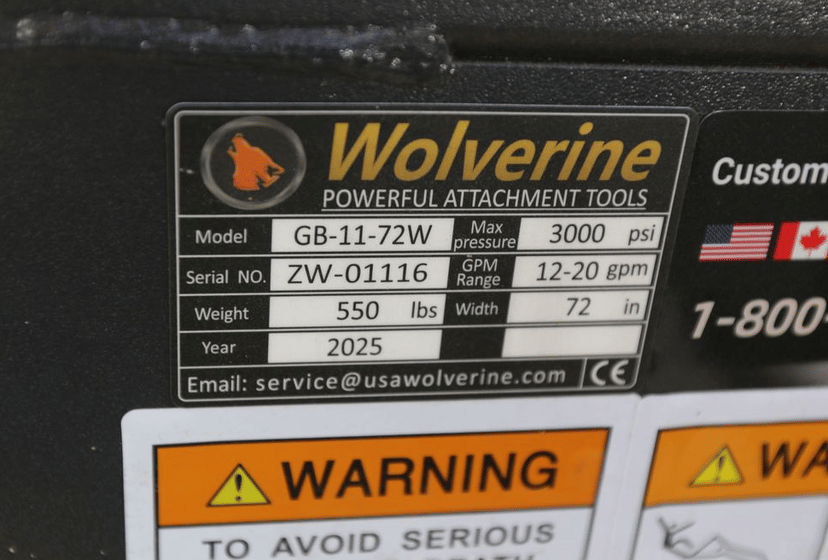 Wolverine
POWERFUL ATTACHMENT TOOLS
Model GB-11-72W Max pressure 3000 psi
Serial NO. ZW-01116 GPM Range 12-20 gpm
Weight 550 lbs Width 72 in
Year 2025
Email: service@usawolverine.com CE
Custom
1-800-
WARNING
TO AVOID SERIOUS
WA